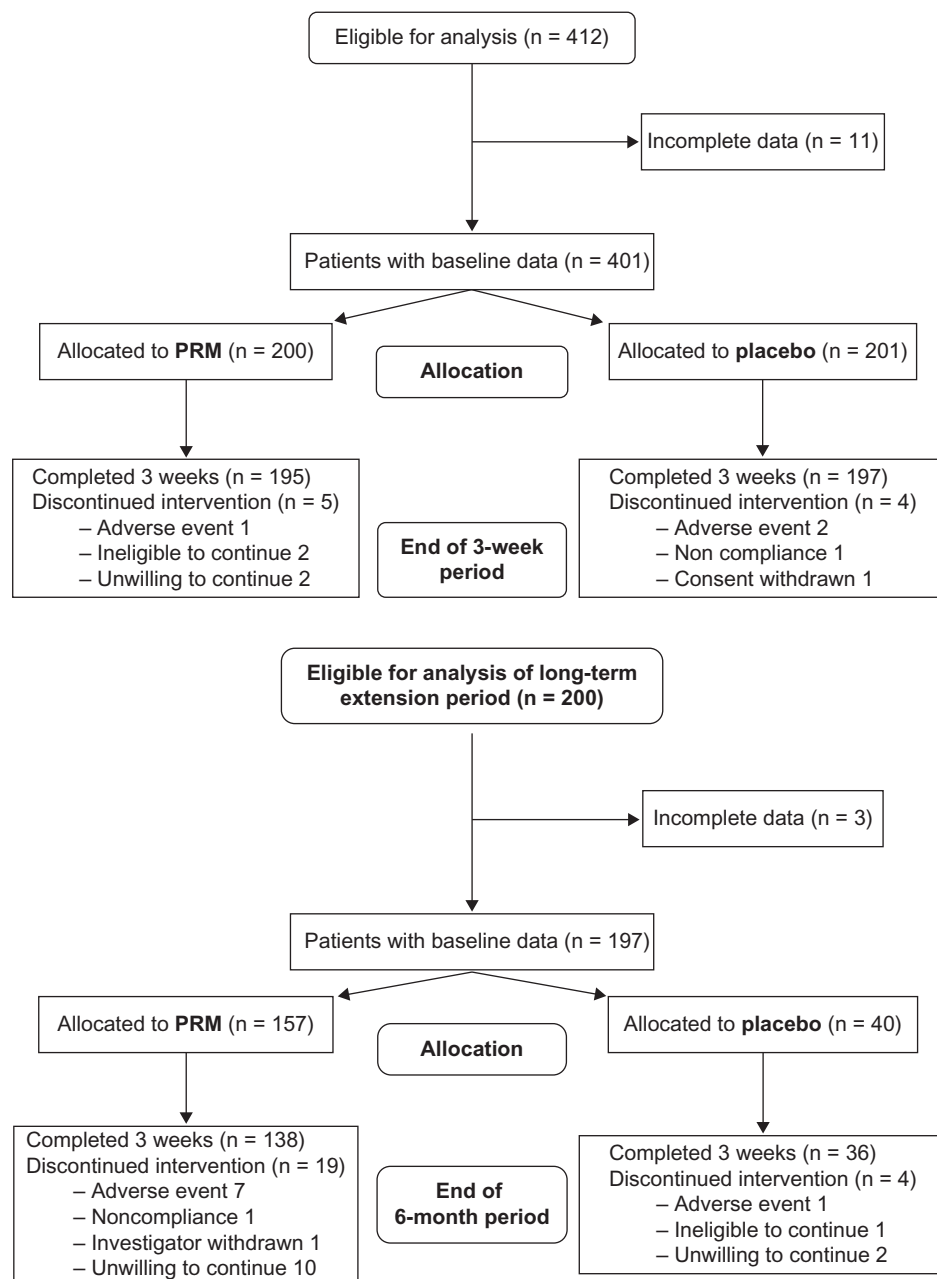 Eligible for analysis (n = 412)
Incomplete data (n = 11)
Patients with baseline data (n = 401)
Allocated to PRM (n = 200)
Allocation
Allocated to placebo (n = 201)
Completed 3 weeks (n = 195)
Discontinued intervention (n = 5)
– Adverse event 1
– Ineligible to continue 2
– Unwilling to continue 2
End of 3-week
period
Completed 3 weeks (n = 197)
Discontinued intervention (n = 4)
– Adverse event 2
– Non compliance 1
– Consent withdrawn 1
Eligible for analysis of long-term
extension period (n = 200)
Incomplete data (n = 3)
Patients with baseline data (n = 197)
Allocated to PRM (n = 157)
Allocation
Allocated to placebo (n = 40)
Completed 3 weeks (n = 138)
Discontinued intervention (n = 19)
– Adverse event 7
– Noncompliance 1
– Investigator withdrawn 1
– Unwilling to continue 10
End of
6-month period
Completed 3 weeks (n = 36)
Discontinued intervention (n = 4)
– Adverse event 1
– Ineligible to continue 1
– Unwilling to continue 2